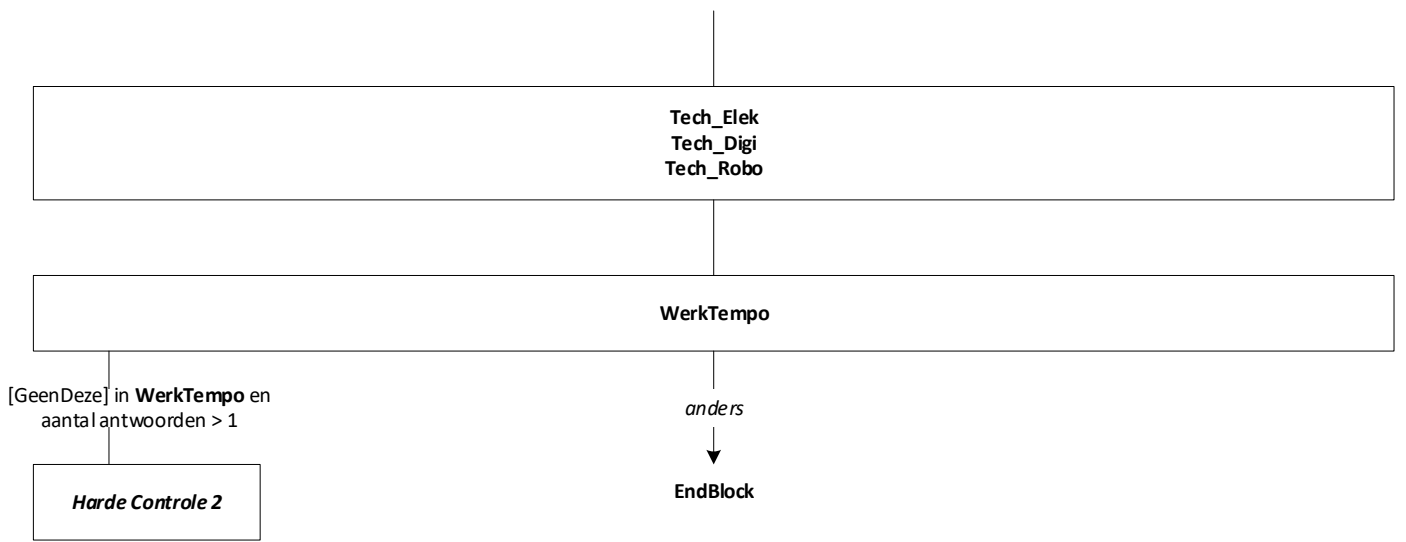 Tech_Elek
Tech_Digi
Tech_Robo
WerkTempo
[GeenDeze] in WerkTempo en
aantal antwoorden > 1
anders
Harde Controle 2
EndBlock